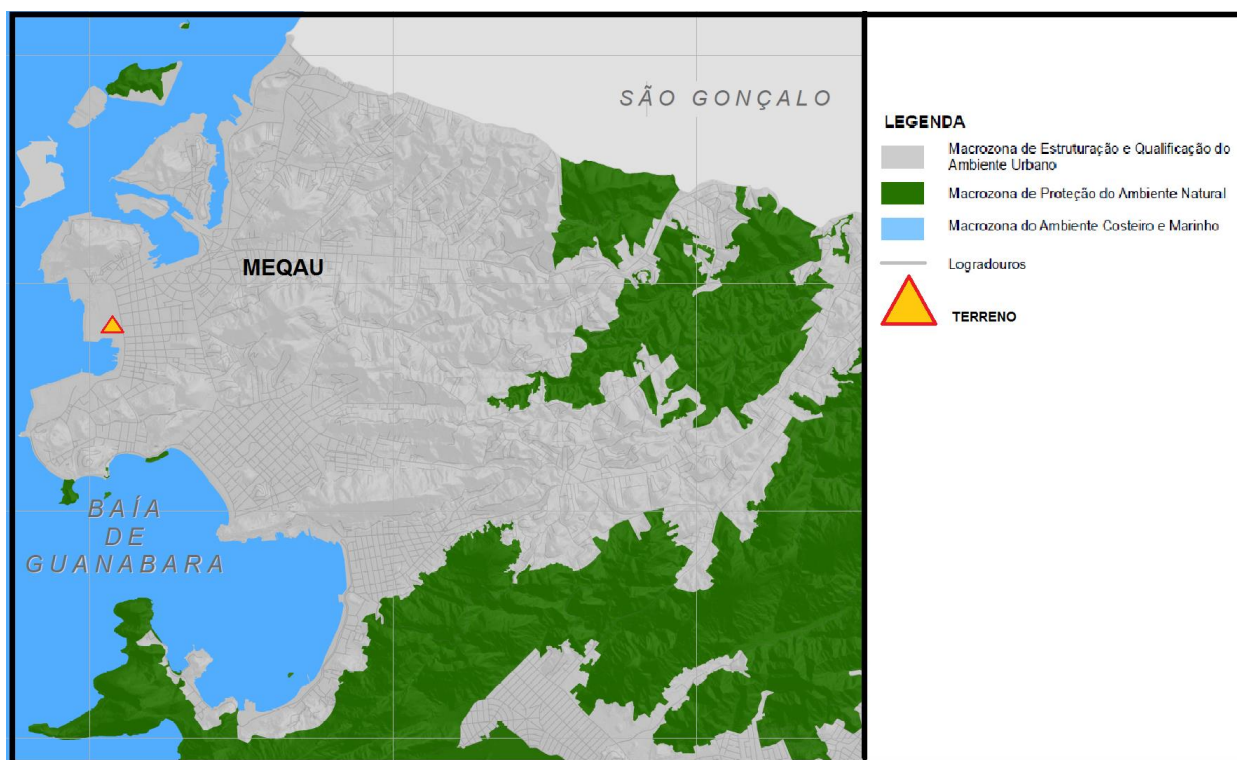 SÃO GONÇALO
MEQAU
BAÍA
DE
GUANABARA
LEGENDA
Macrozona de Estruturação e Qualificação do
Ambiente Urbano
Macrozona de Proteção do Ambiente Natural
Macrozona do Ambiente Costeiro e Marinho
Logradouros
TERRENO